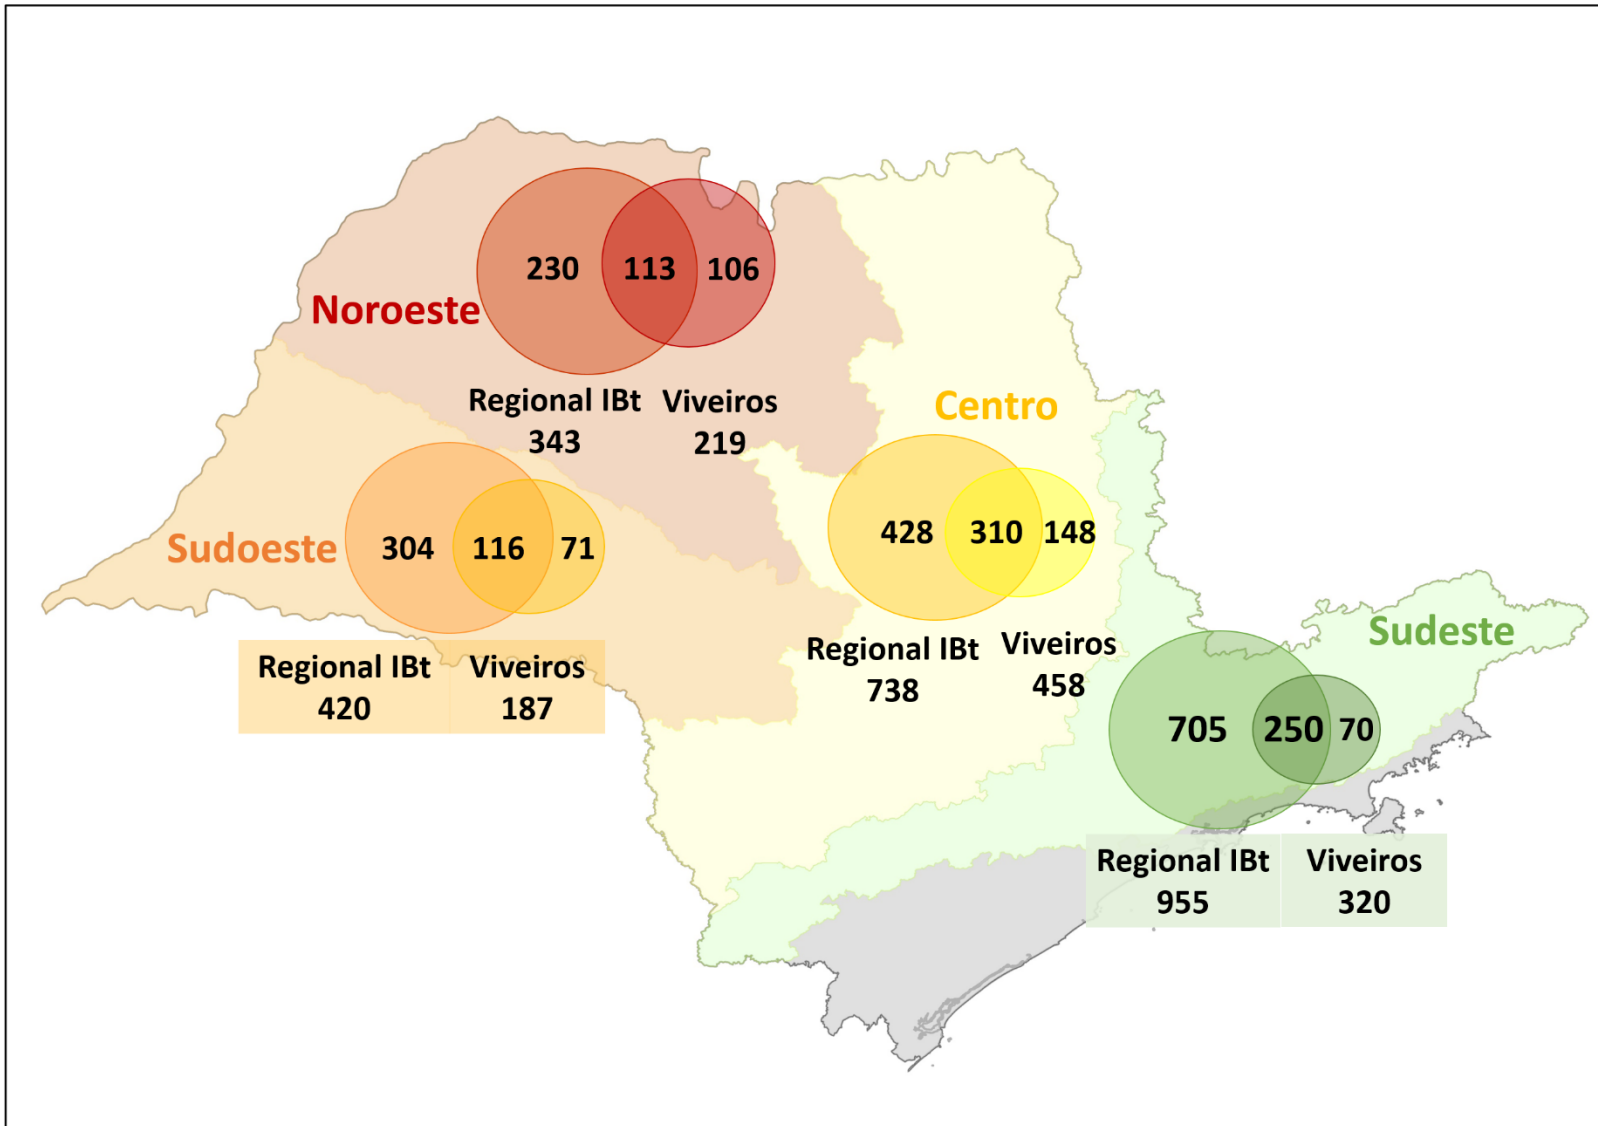 230 113 106
Noroeste
Regional IBt Viveiros
343 219
Centro
428 310 148
Regional IBt Viveiros
738 458
Sudoeste
304 116 71
Regional IBt Viveiros
420 187
Sudeste
705 250 70
Regional IBt Viveiros
955 320